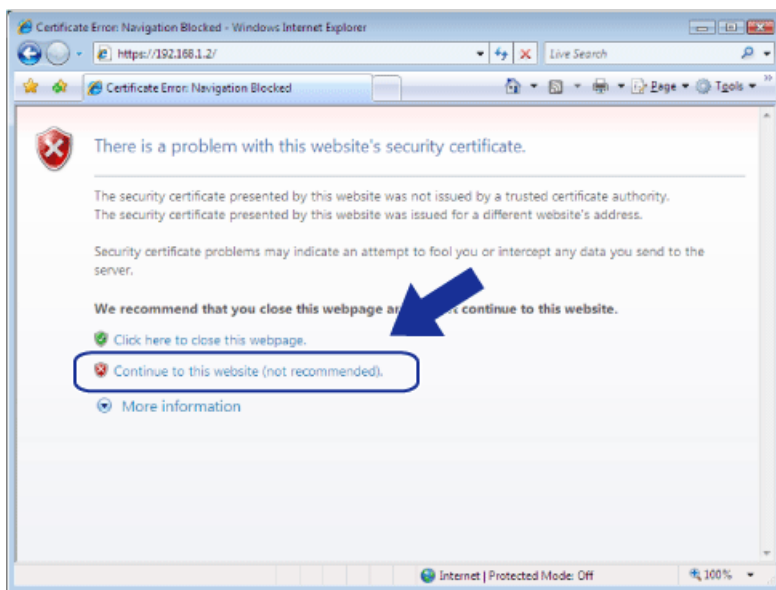 Certificate Error: Navigation Blocked - Windows Internet Explorer
https://192.168.1.2/
Live Search
Certificate Error: Navigation Blocked
Page
Tools
There is a problem with this website's security certificate.
The security certificate presented by this website was not issued by a trusted certificate authority.
The security certificate presented by this website was issued for a different website's address.
Security certificate problems may indicate an attempt to fool you or intercept any data you send to the
server.
We recommend that you close this webpage continue to this website.
Click here to close this webpage.
Continue to this website (not recommended).
More information
Internet | Protected Mode: Off
100%